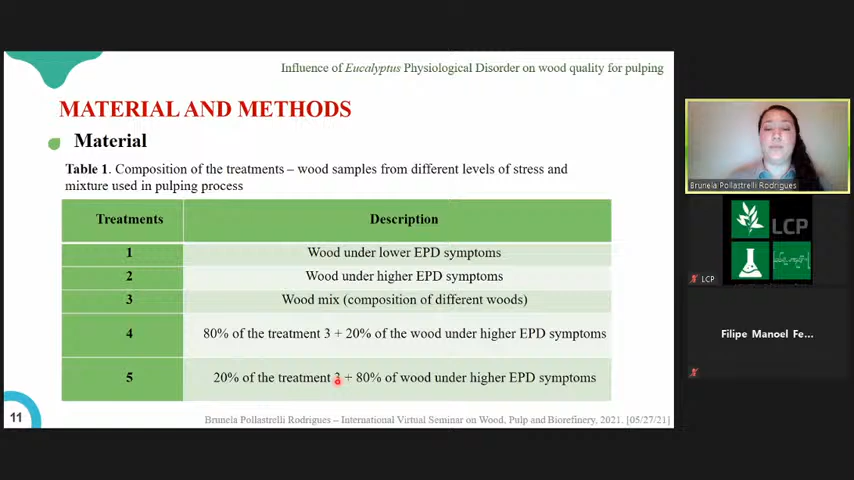 Influence of Eucalyptus Physiological Disorder on wood quality for pulping
MATERIAL AND METHODS
Material
Table 1. Composition of the treatments – wood samples from different levels of stress and
mixture used in pulping process
Treatments Description
1 Wood under lower EPD symptoms
2 Wood under higher EPD symptoms
3 Wood mix (composition of different woods)
4 80% of the treatment 3 + 20% of the wood under higher EPD symptoms
5 20% of the treatment 3 + 80% of wood under higher EPD symptoms
11
Brunela Pollastrelli Rodrigues – International Virtual Seminar on Wood, Pulp and Biorefinery, 2021. [05/27/21]
Brunela Pollastrelli Rodrigues
LCP
LCP
Filipe Manoel Fe...